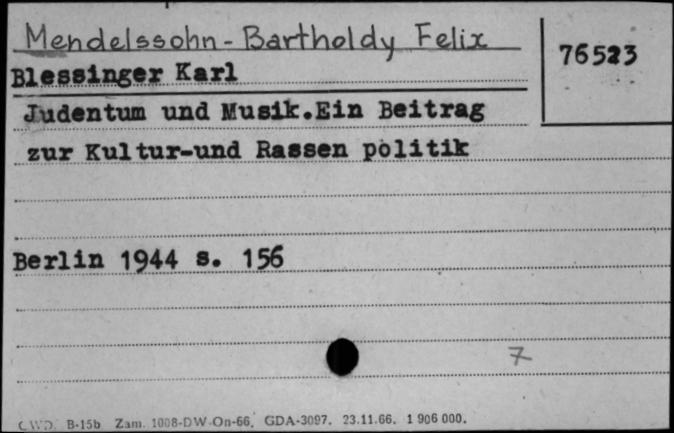 Mendelssohn-Bartholdy Felix
76523
Blessinger Karl
Judentum und Musik.Ein Beitrag
zur Kultur-und Rassen politik
Berlin 1944 s. 156
7
C.W.D. B-15b Zam. 1008-DW-On-66. GDA-3097. 23.11.66. 1 906 000.